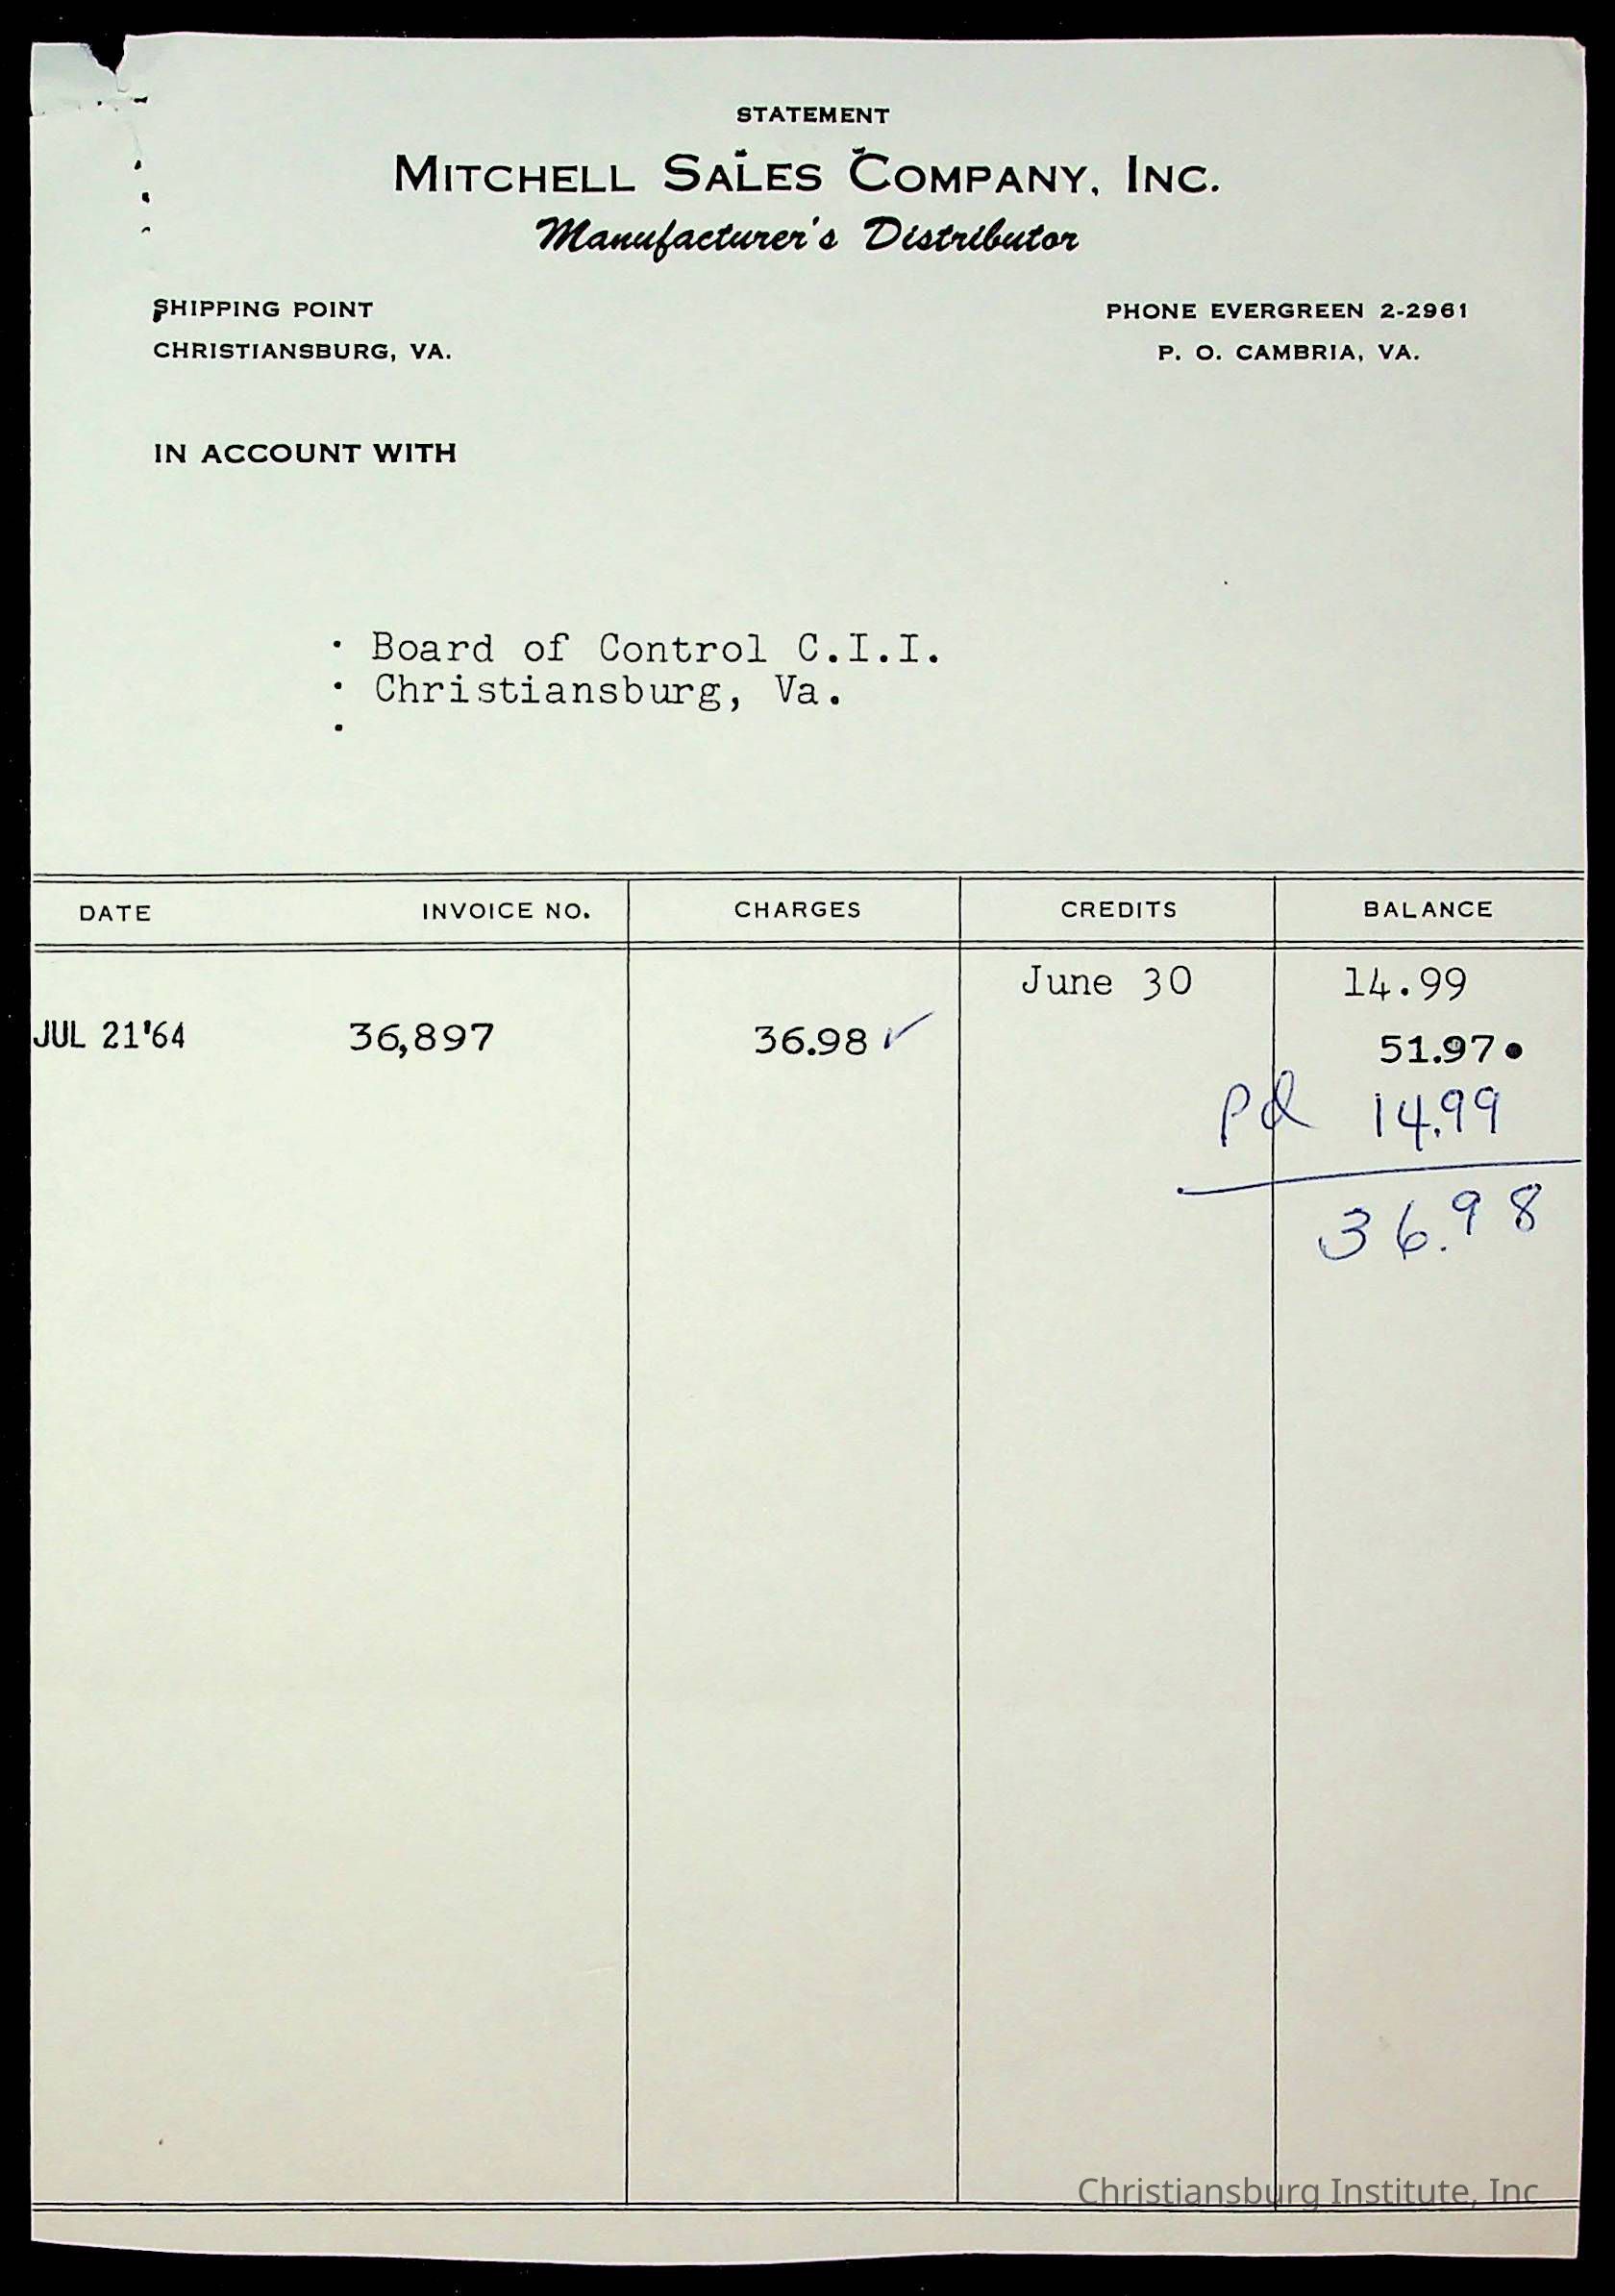 STATEMENT
MITCHELL SALES COMPANY, INC.
Manufacturer's Distributor
SHIPPING POINT
CHRISTIANSBURG, VA.
PHONE EVERGREEN 2-2961
P. O. CAMBRIA, VA.
IN ACCOUNT WITH
· Board of Control C.I.I.
· Christiansburg, Va.
·
DATE INVOICE NO. CHARGES CREDITS BALANCE
June 30 14.99
JUL 21'64 36,897 36.98 ✓ 51.97●
Pd 14.99
36.98
Christiansburg Institute, Inc